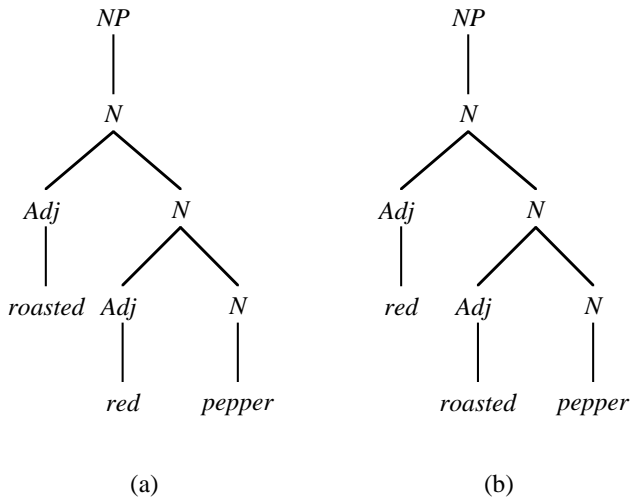 NP NP
N N
Adj N Adj N
roasted Adj N red Adj N
red pepper roasted pepper
(a) (b)